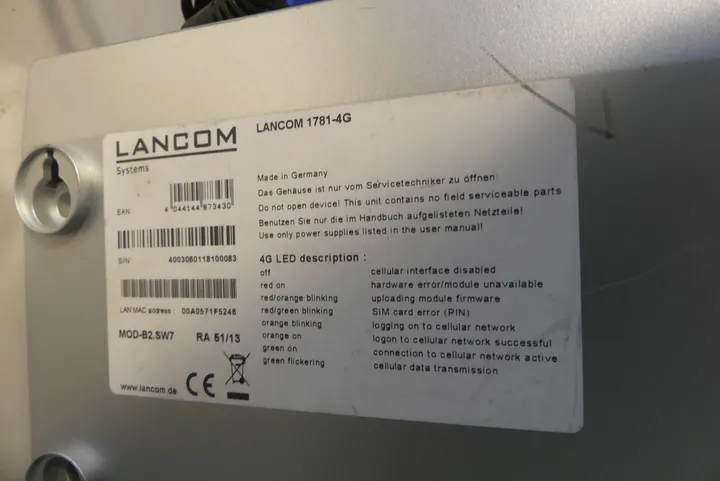 LANCOM
Systems
LANCOM 1781-4G
EAN
4 044144 873430
S/N
4003060118100083
LAN MAC address : 00A0571F5246
MOD-B2.SW7 RA 51/13
www.lancom.de CE
Made in Germany
Das Gehäuse ist nur vom Servicetechniker zu öffnen!
Do not open device! This unit contains no field serviceable parts
Benutzen Sie nur die im Handbuch aufgelisteten Netzteile!
Use only power supplies listed in the user manual!
4G LED description :
off cellular interface disabled
red on hardware error/module unavailable
red/orange blinking uploading module firmware
red/green blinking SIM card error (PIN)
orange blinking logging on to cellular network
orange on logon to cellular network successful
green on connection to cellular network active
green flickering cellular data transmission